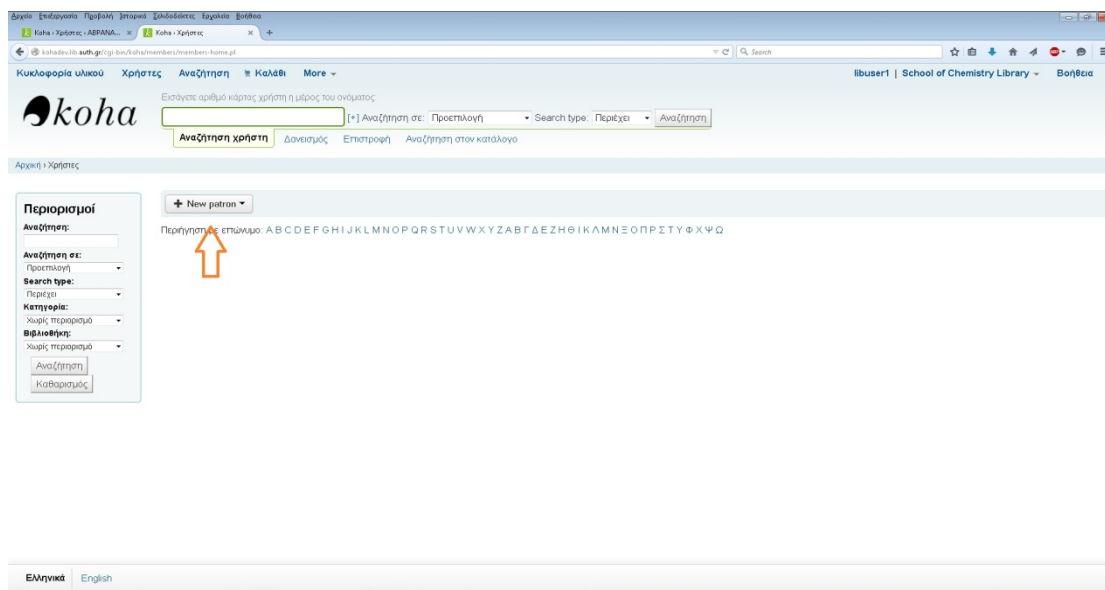 Αρχείο Επεξεργασία Προβολή Ιστορικό Σελιδοδείκτες Εργαλεία Βοήθεια
Koha › Χρήστες › ΑΒΡΑΝΑ... × Koha › Χρήστες × +
kohadev.lib.auth.gr/cgi-bin/koha/members/members-home.pl Search
Κυκλοφορία υλικού Χρήστες Αναζήτηση Καλάθι More libuser1 | School of Chemistry Library Βοήθεια
koha
Εισάγετε αριθμό κάρτας χρήστη η μέρος του ονόματος:
[+] Αναζήτηση σε: Προεπιλογή Search type: Περιέχει Αναζήτηση
Αναζήτηση χρήστη Δανεισμός Επιστροφή Αναζήτηση στον κατάλογο
Αρχική › Χρήστες
Περιορισμοί
Αναζήτηση:
Αναζήτηση σε:
Προεπιλογή
Search type:
Περιέχει
Κατηγορία:
Χωρίς περιορισμό
Βιβλιοθήκη:
Χωρίς περιορισμό
Αναζήτηση
Καθαρισμός
+ New patron
Περιήγηση με επώνυμο: A B C D E F G H I J K L M N O P Q R S T U V W X Y Z Α Β Γ Δ Ε Ζ Η Θ Ι Κ Λ Μ Ν Ξ Ο Π Ρ Σ Τ Υ Φ Χ Ψ Ω
Ελληνικά English